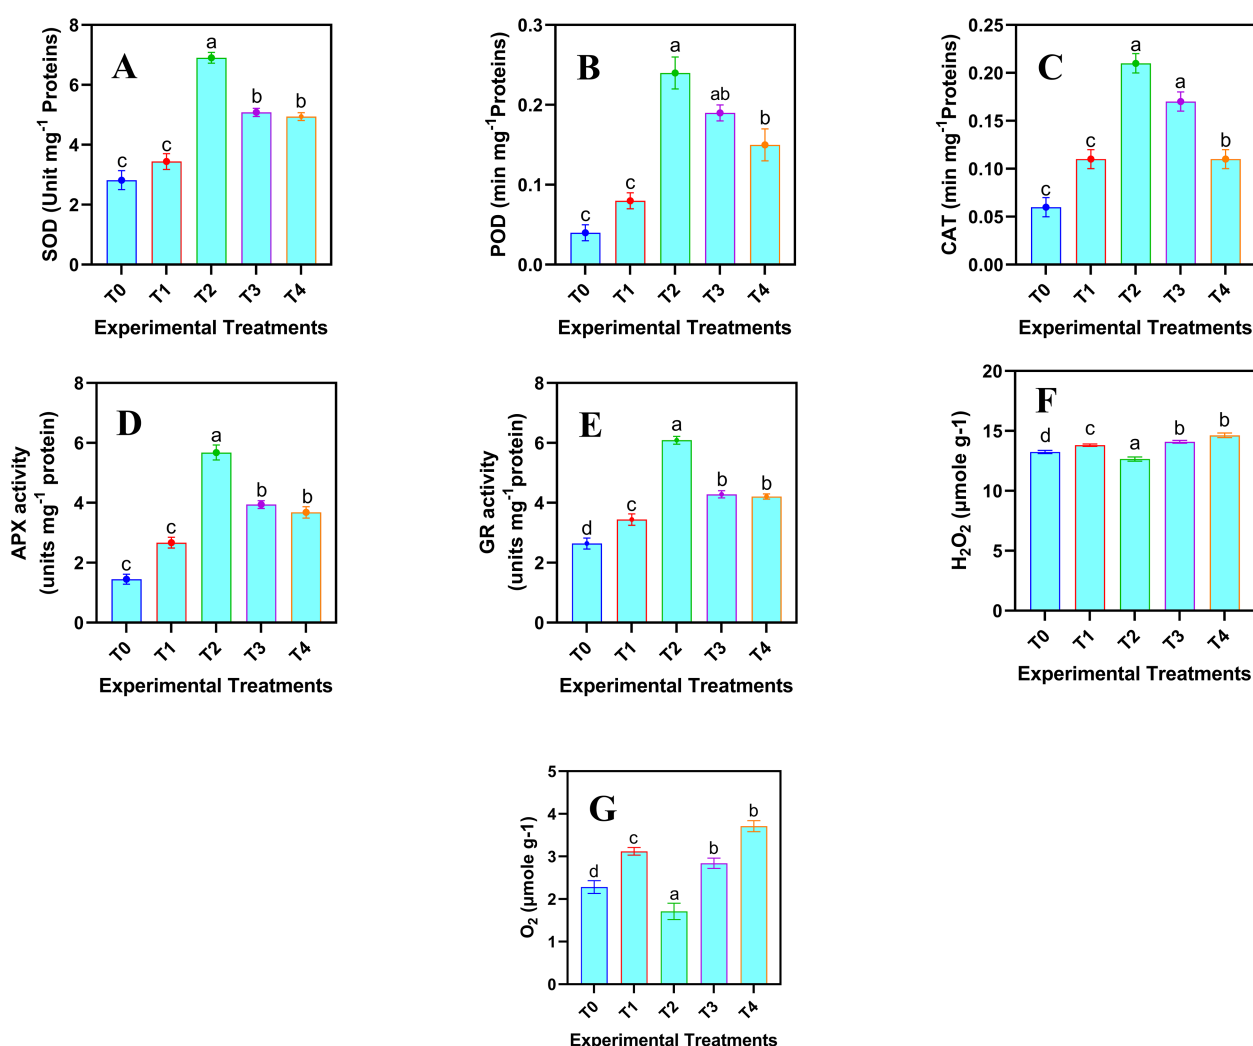 A
SOD (Unit mg-1 Proteins)
8
6
4
2
0
c
c
a
b
b
T0
T1
T2
T3
T4
Experimental Treatments
B
POD (min mg-1Proteins)
0.3
0.2
0.1
0.0
c
c
a
ab
b
T0
T1
T2
T3
T4
Experimental Treatments
C
CAT (min mg-1Proteins)
0.25
0.20
0.15
0.10
0.05
0.00
c
c
a
a
b
T0
T1
T2
T3
T4
Experimental Treatments
D
APX activity
(units mg-1 protein)
8
6
4
2
0
c
c
a
b
b
T0
T1
T2
T3
T4
Experimental Treatments
E
GR activity
(units mg-1protein)
8
6
4
2
0
d
c
a
b
b
T0
T1
T2
T3
T4
Experimental Treatments
F
H2O2 (µmole g-1)
20
15
10
5
0
d
c
a
b
b
T0
T1
T2
T3
T4
Experimental Treatments
G
O2 (µmole g-1)
5
4
3
2
1
0
d
c
a
b
b
T0
T1
T2
T3
T4
Experimental Treatments